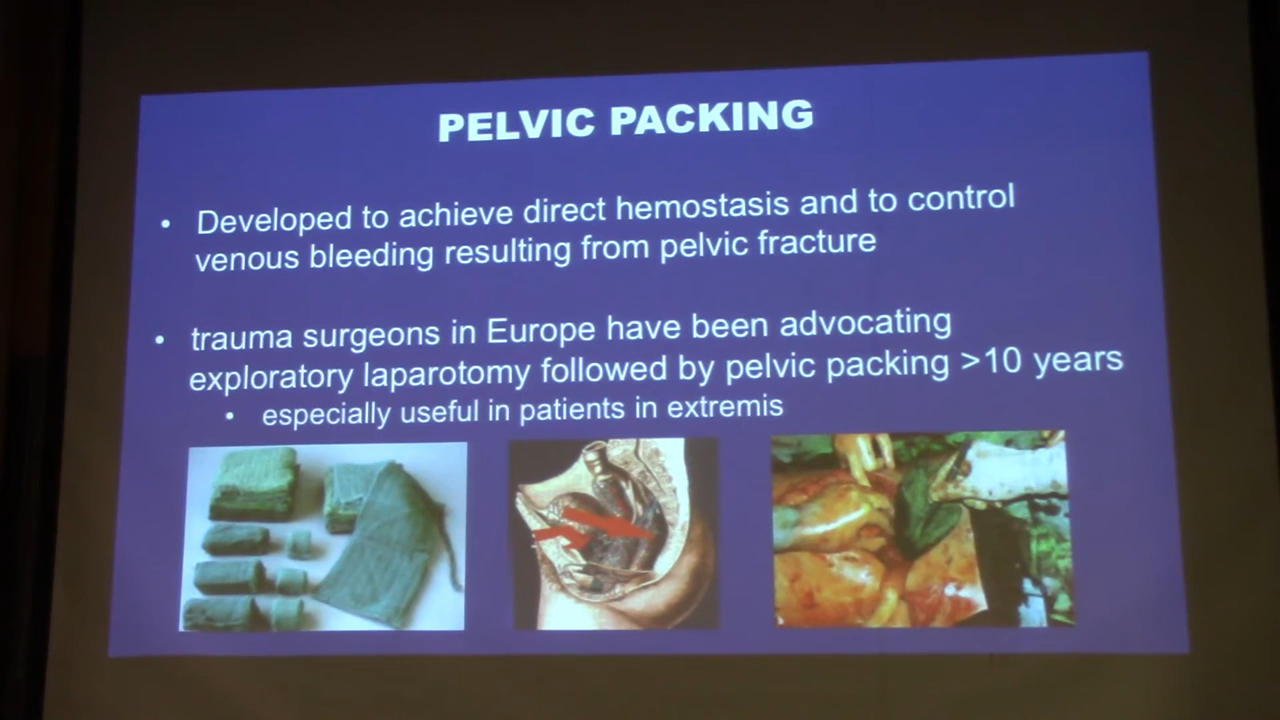 PELVIC PACKING
• Developed to achieve direct hemostasis and to control
venous bleeding resulting from pelvic fracture
• trauma surgeons in Europe have been advocating
exploratory laparotomy followed by pelvic packing >10 years
• especially useful in patients in extremis